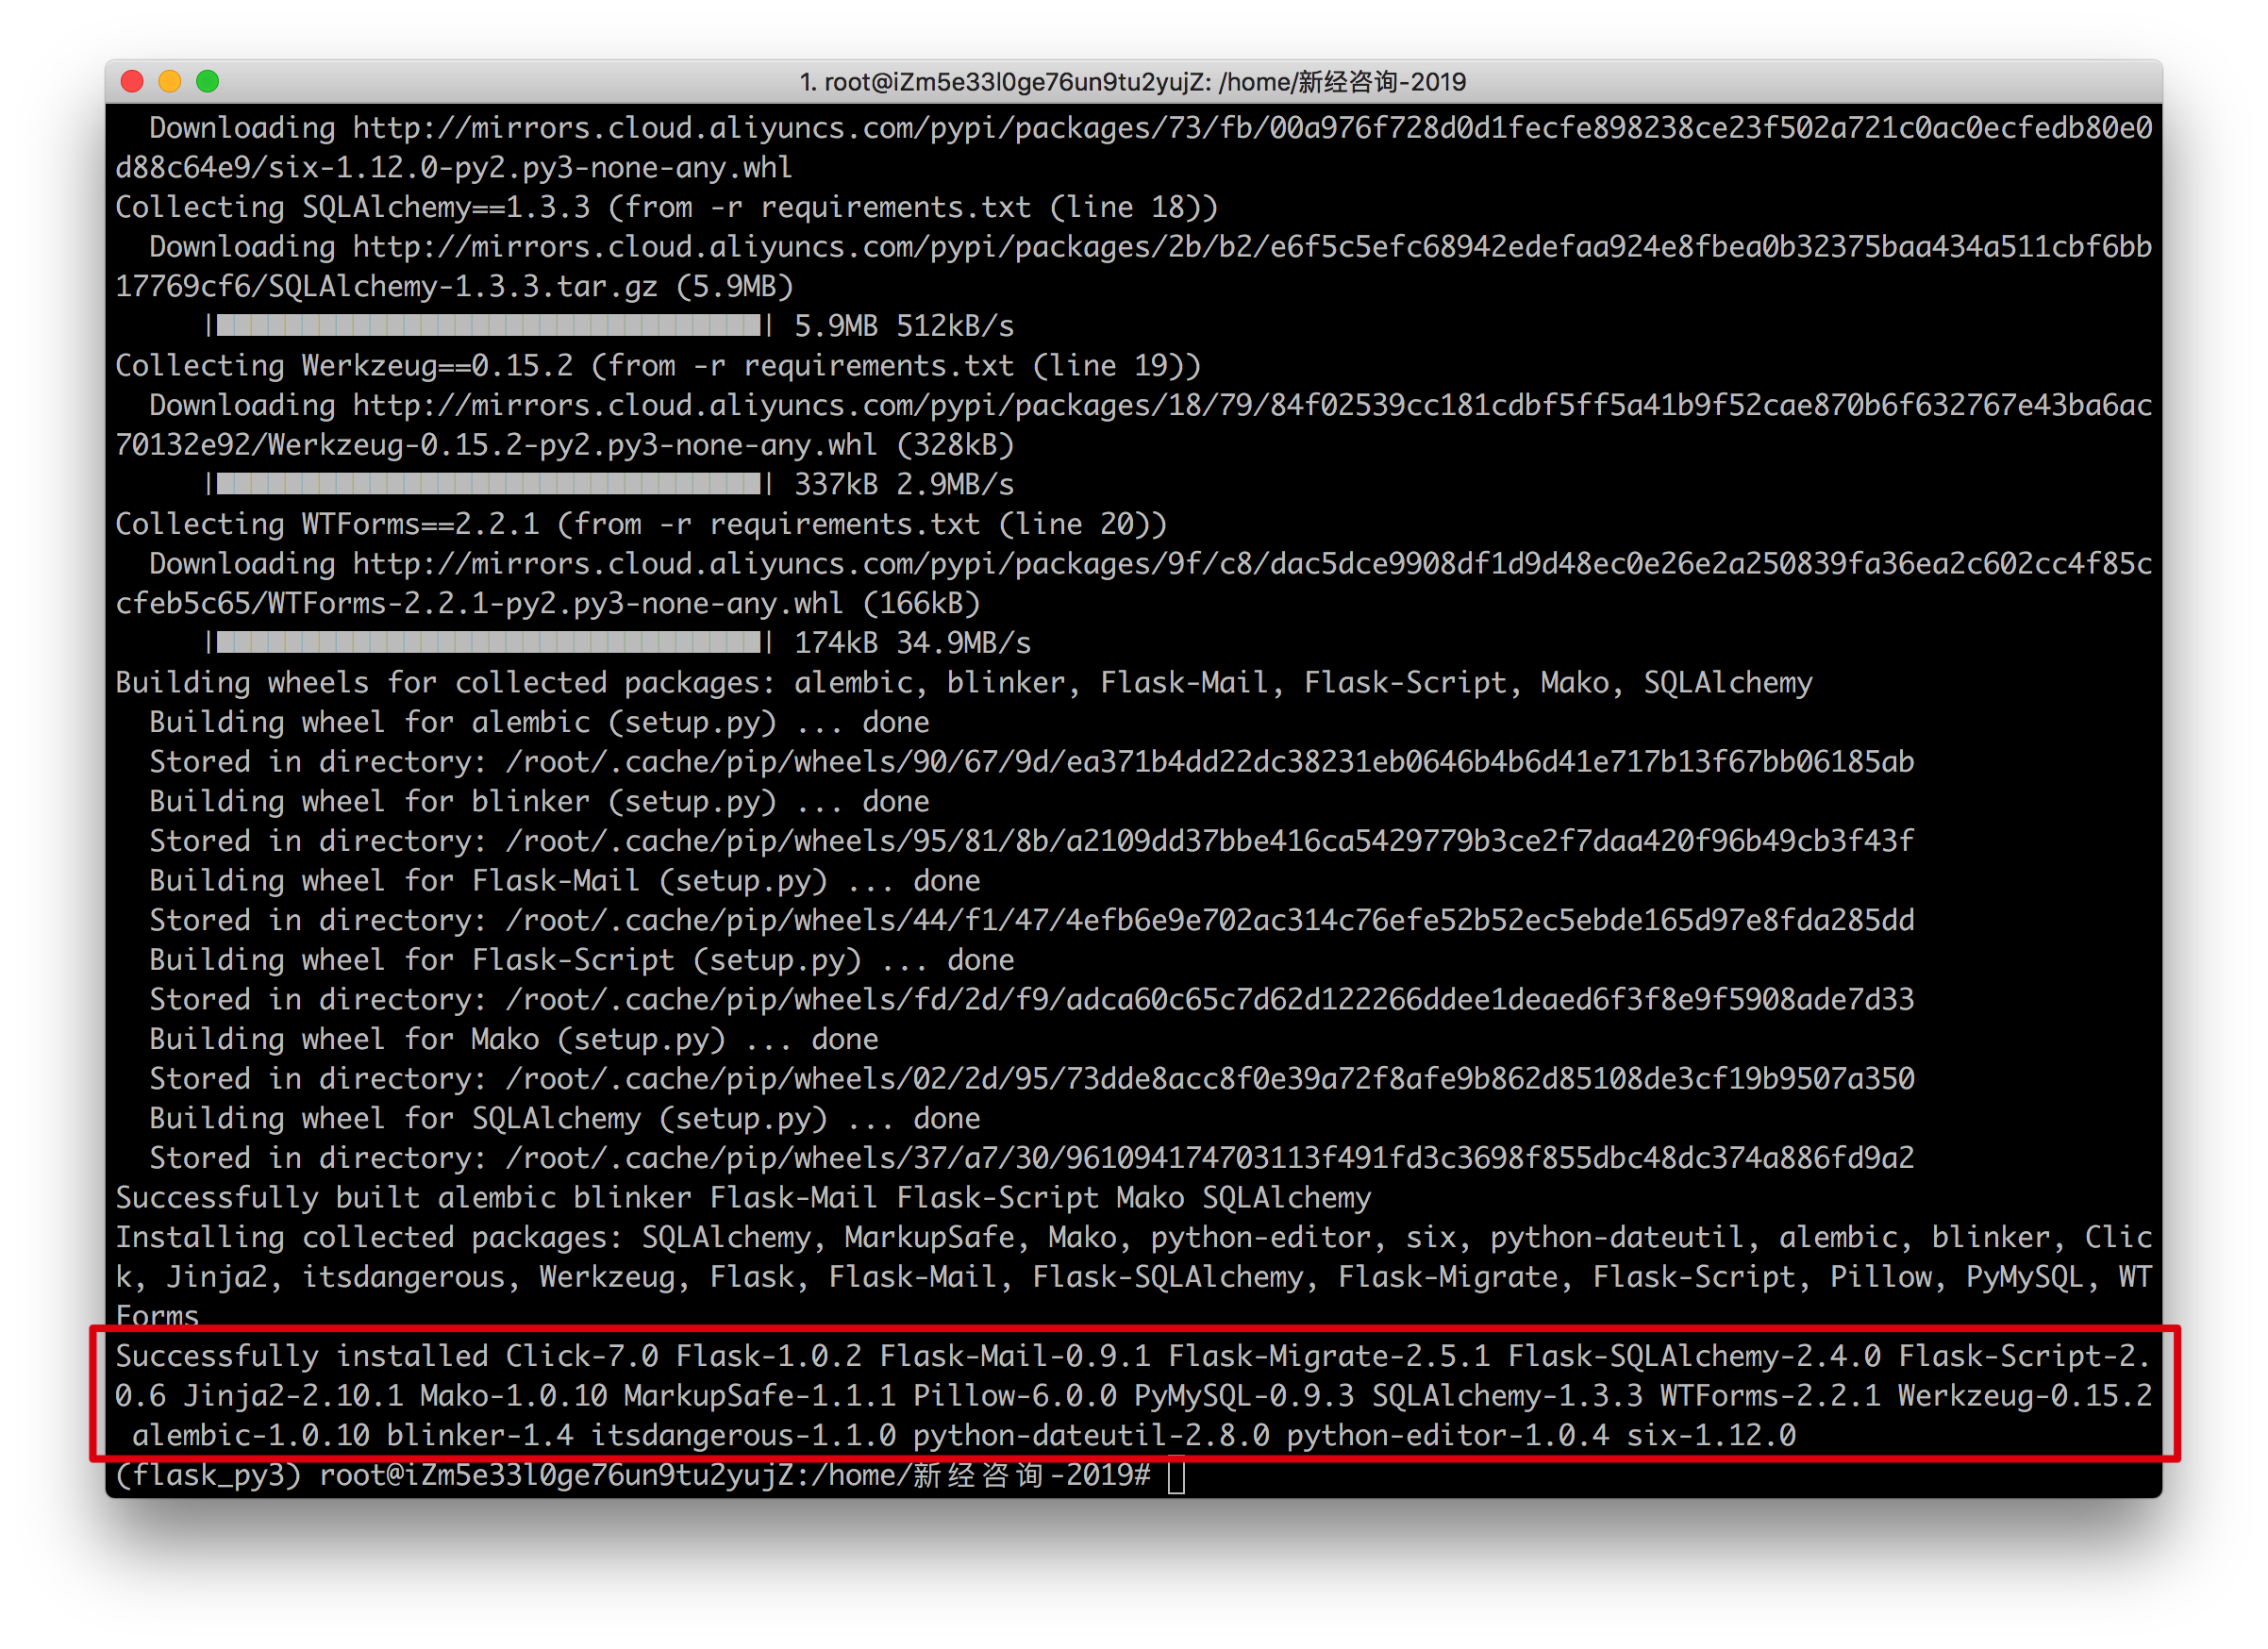 1. root@iZm5e33l0ge76un9tu2yujZ: /home/新经咨询-2019
Downloading http://mirrors.cloud.aliyuncs.com/pypi/packages/73/fb/00a976f728d0d1fecfe898238ce23f502a721c0ac0ecfedb80e0
d88c64e9/six-1.12.0-py2.py3-none-any.whl
Collecting SQLAlchemy==1.3.3 (from -r requirements.txt (line 18))
Downloading http://mirrors.cloud.aliyuncs.com/pypi/packages/2b/b2/e6f5c5efc68942edefaa924e8fbea0b32375baa434a511cbf6bb
17769cf6/SQLAlchemy-1.3.3.tar.gz (5.9MB)
5.9MB 512kB/s
Collecting Werkzeug==0.15.2 (from -r requirements.txt (line 19))
Downloading http://mirrors.cloud.aliyuncs.com/pypi/packages/18/79/84f02539cc181cdbf5ff5a41b9f52cae870b6f632767e43ba6ac
70132e92/Werkzeug-0.15.2-py2.py3-none-any.whl (328kB)
337kB 2.9MB/s
Collecting WTForms==2.2.1 (from -r requirements.txt (line 20))
Downloading http://mirrors.cloud.aliyuncs.com/pypi/packages/9f/c8/dac5dce9908df1d9d48ec0e26e2a250839fa36ea2c602cc4f85c
cfeb5c65/WTForms-2.2.1-py2.py3-none-any.whl (166kB)
174kB 34.9MB/s
Building wheels for collected packages: alembic, blinker, Flask-Mail, Flask-Script, Mako, SQLAlchemy
Building wheel for alembic (setup.py) ... done
Stored in directory: /root/.cache/pip/wheels/90/67/9d/ea371b4dd22dc38231eb0646b4b6d41e717b13f67bb06185ab
Building wheel for blinker (setup.py) ... done
Stored in directory: /root/.cache/pip/wheels/95/81/8b/a2109dd37bbe416ca5429779b3ce2f7daa420f96b49cb3f43f
Building wheel for Flask-Mail (setup.py) ... done
Stored in directory: /root/.cache/pip/wheels/44/f1/47/4efb6e9e702ac314c76efe52b52ec5ebde165d97e8fda285dd
Building wheel for Flask-Script (setup.py) ... done
Stored in directory: /root/.cache/pip/wheels/fd/2d/f9/adca60c65c7d62d122266ddee1deaed6f3f8e9f5908ade7d33
Building wheel for Mako (setup.py) ... done
Stored in directory: /root/.cache/pip/wheels/02/2d/95/73dde8acc8f0e39a72f8afe9b862d85108de3cf19b9507a350
Building wheel for SQLAlchemy (setup.py) ... done
Stored in directory: /root/.cache/pip/wheels/37/a7/30/961094174703113f491fd3c3698f855dbc48dc374a886fd9a2
Successfully built alembic blinker Flask-Mail Flask-Script Mako SQLAlchemy
Installing collected packages: SQLAlchemy, MarkupSafe, Mako, python-editor, six, python-dateutil, alembic, blinker, Clic
k, Jinja2, itsdangerous, Werkzeug, Flask, Flask-Mail, Flask-SQLAlchemy, Flask-Migrate, Flask-Script, Pillow, PyMySQL, WT
Forms
Successfully installed Click-7.0 Flask-1.0.2 Flask-Mail-0.9.1 Flask-Migrate-2.5.1 Flask-SQLAlchemy-2.4.0 Flask-Script-2.
0.6 Jinja2-2.10.1 Mako-1.0.10 MarkupSafe-1.1.1 Pillow-6.0.0 PyMySQL-0.9.3 SQLAlchemy-1.3.3 WTForms-2.2.1 Werkzeug-0.15.2
alembic-1.0.10 blinker-1.4 itsdangerous-1.1.0 python-dateutil-2.8.0 python-editor-1.0.4 six-1.12.0
(flask_py3) root@iZm5e33l0ge76un9tu2yujZ:/home/新经咨询-2019#